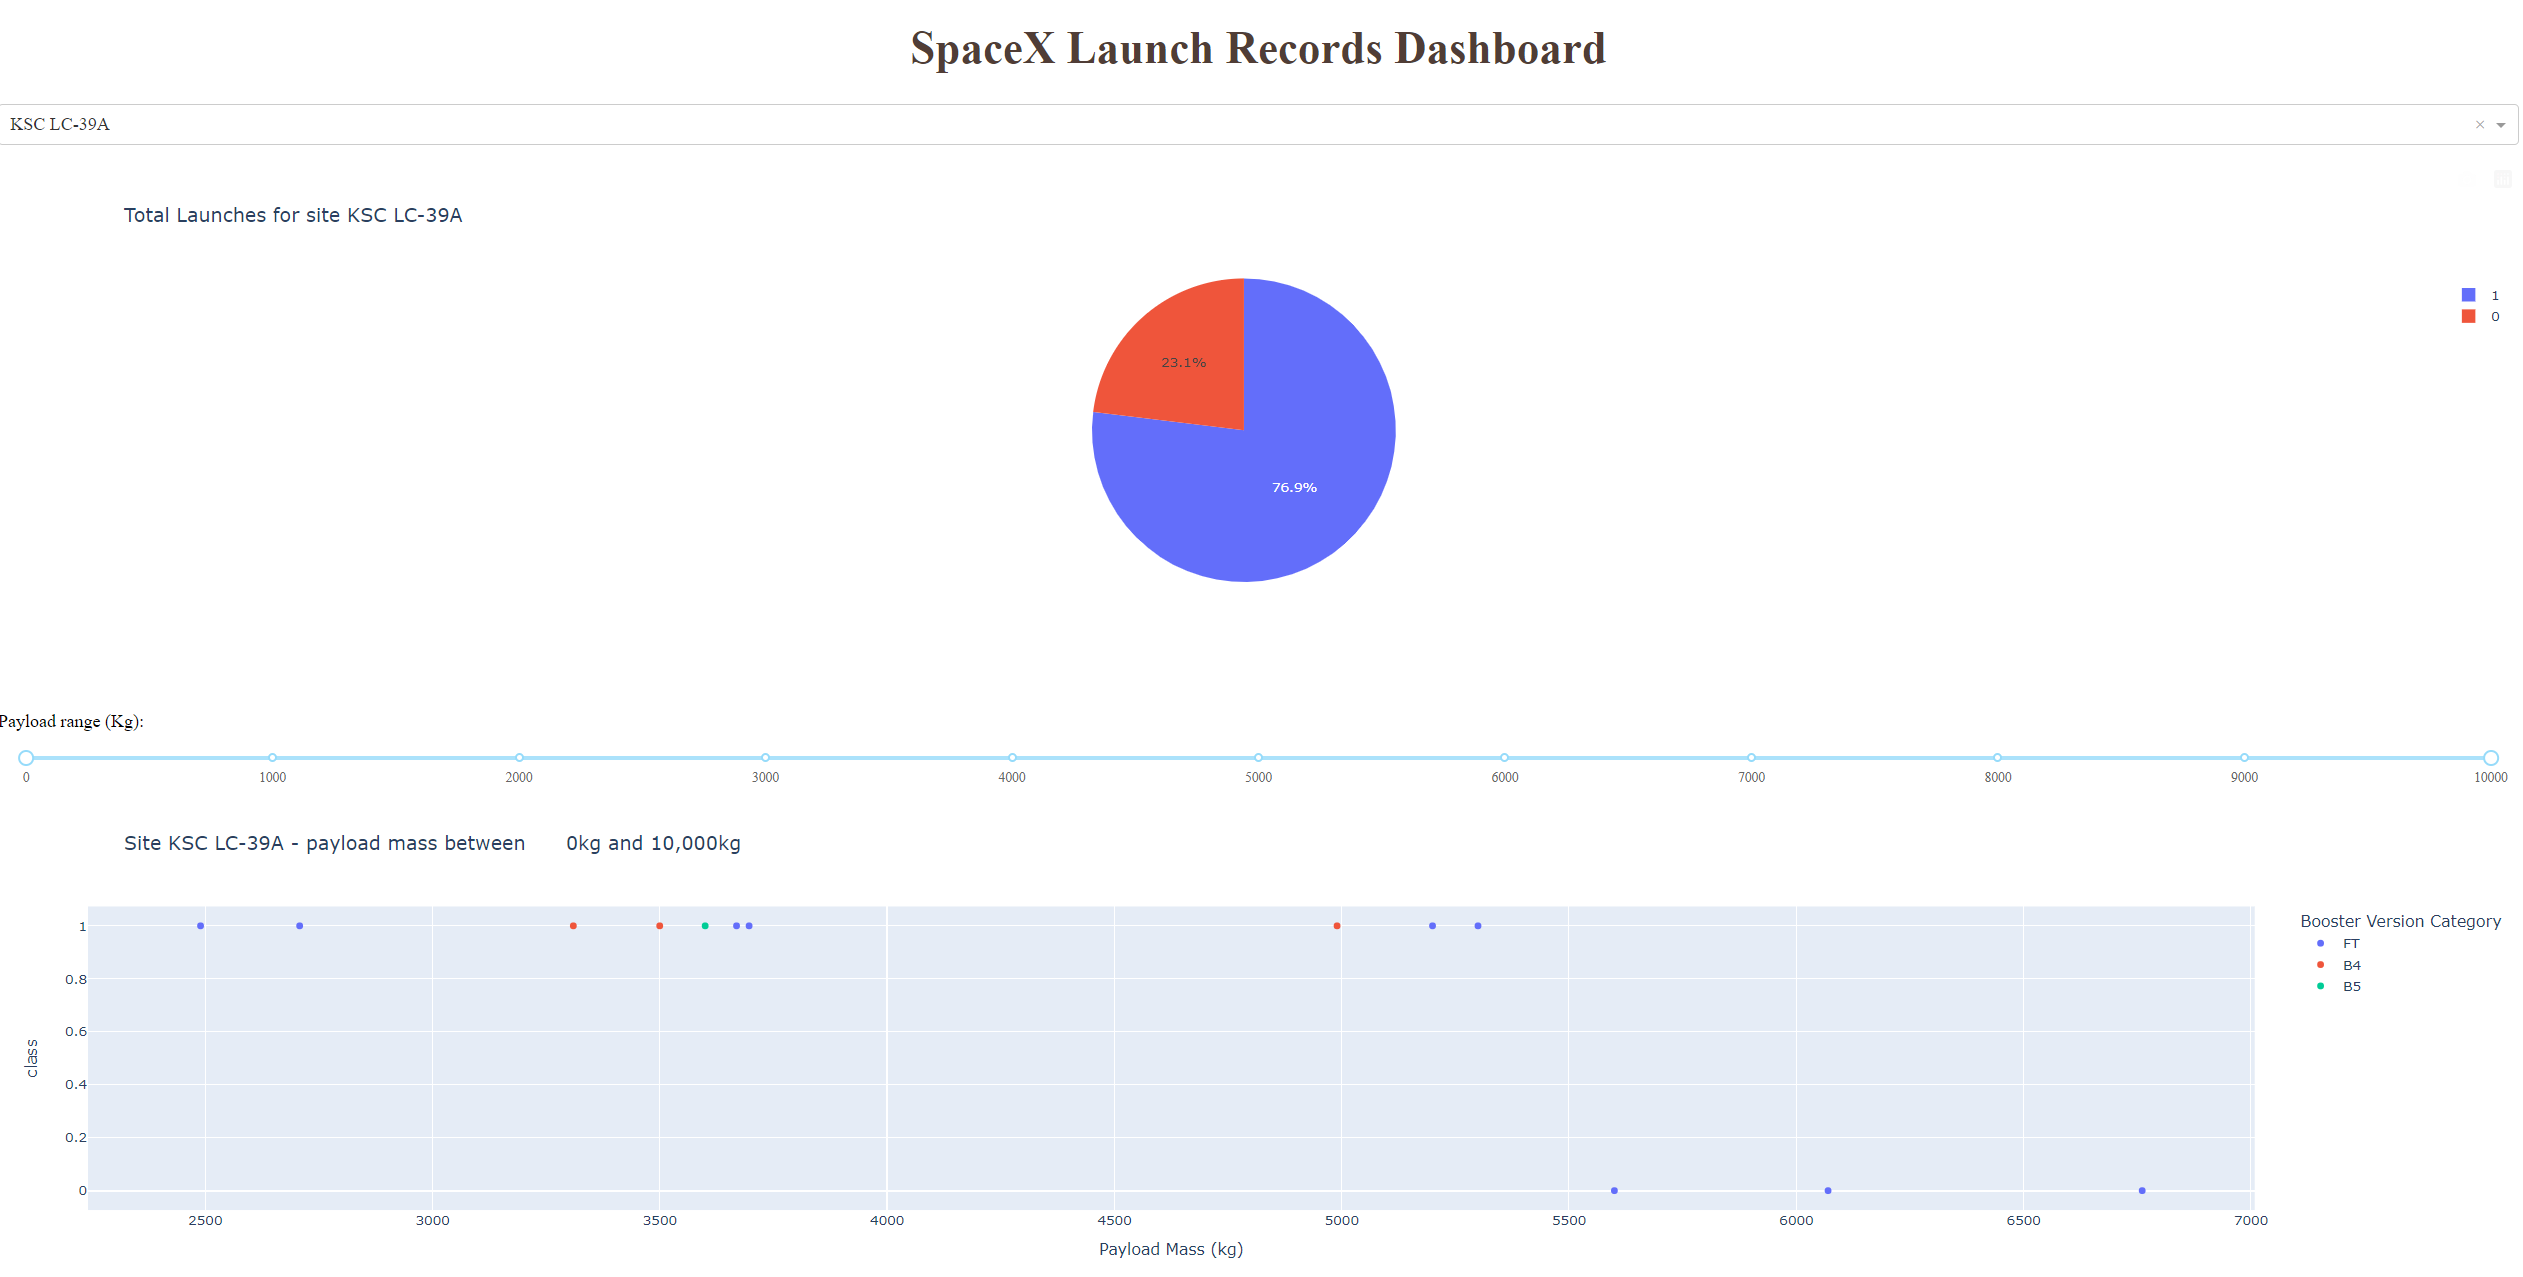 SpaceX Launch Records Dashboard
KSC LC-39A
×
Total Launches for site KSC LC-39A
1
0
23.1%
76.9%
Payload range (Kg):
0 1000 2000 3000 4000 5000 6000 7000 8000 9000 10000
Site KSC LC-39A - payload mass between 0kg and 10,000kg
Booster Version Category
FT
B4
B5
1
0.8
0.6
0.4
0.2
0
class
2500 3000 3500 4000 4500 5000 5500 6000 6500 7000
Payload Mass (kg)